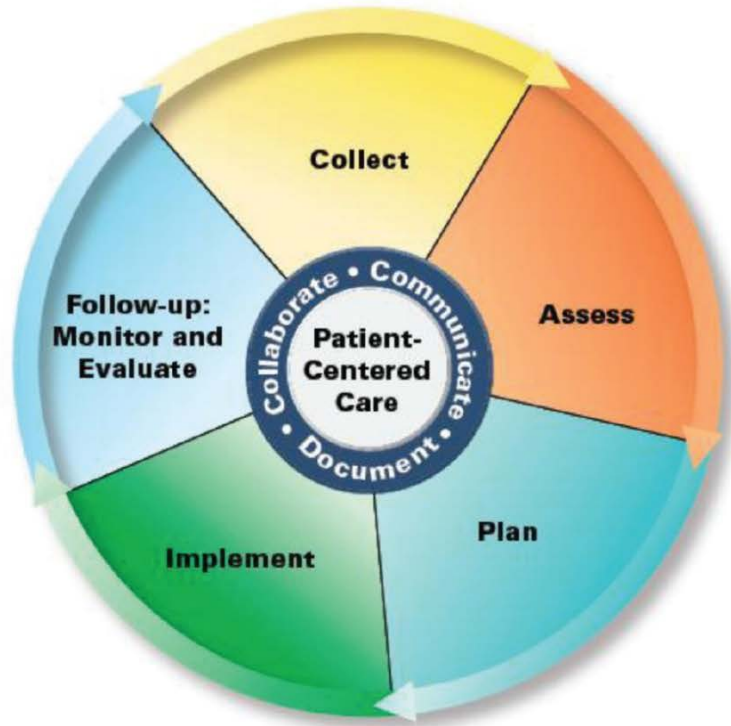 Collect
Assess
Plan
Implement
Follow-up:
Monitor and
Evaluate
Collaborate • Communicate • Document •
Patient-
Centered
Care